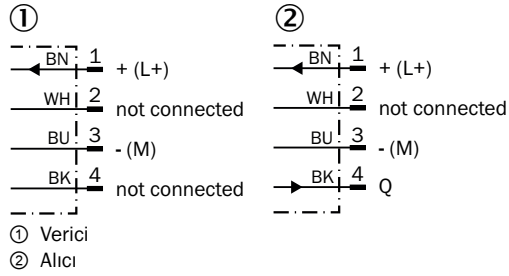 ① ②
BN 1 + (L+) BN 1 + (L+)
WH 2 not connected WH 2 not connected
BU 3 - (M) BU 3 - (M)
BK 4 not connected BK 4 Q
① Verici
② Alıcı